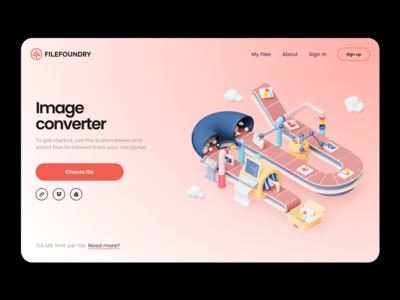 FILEFOUNDRY
My files About Sign in Sign up
Image
converter
To get started, use the button below and
select files to convert from your computer.
Choose file
100 MB limit per file. Need more?